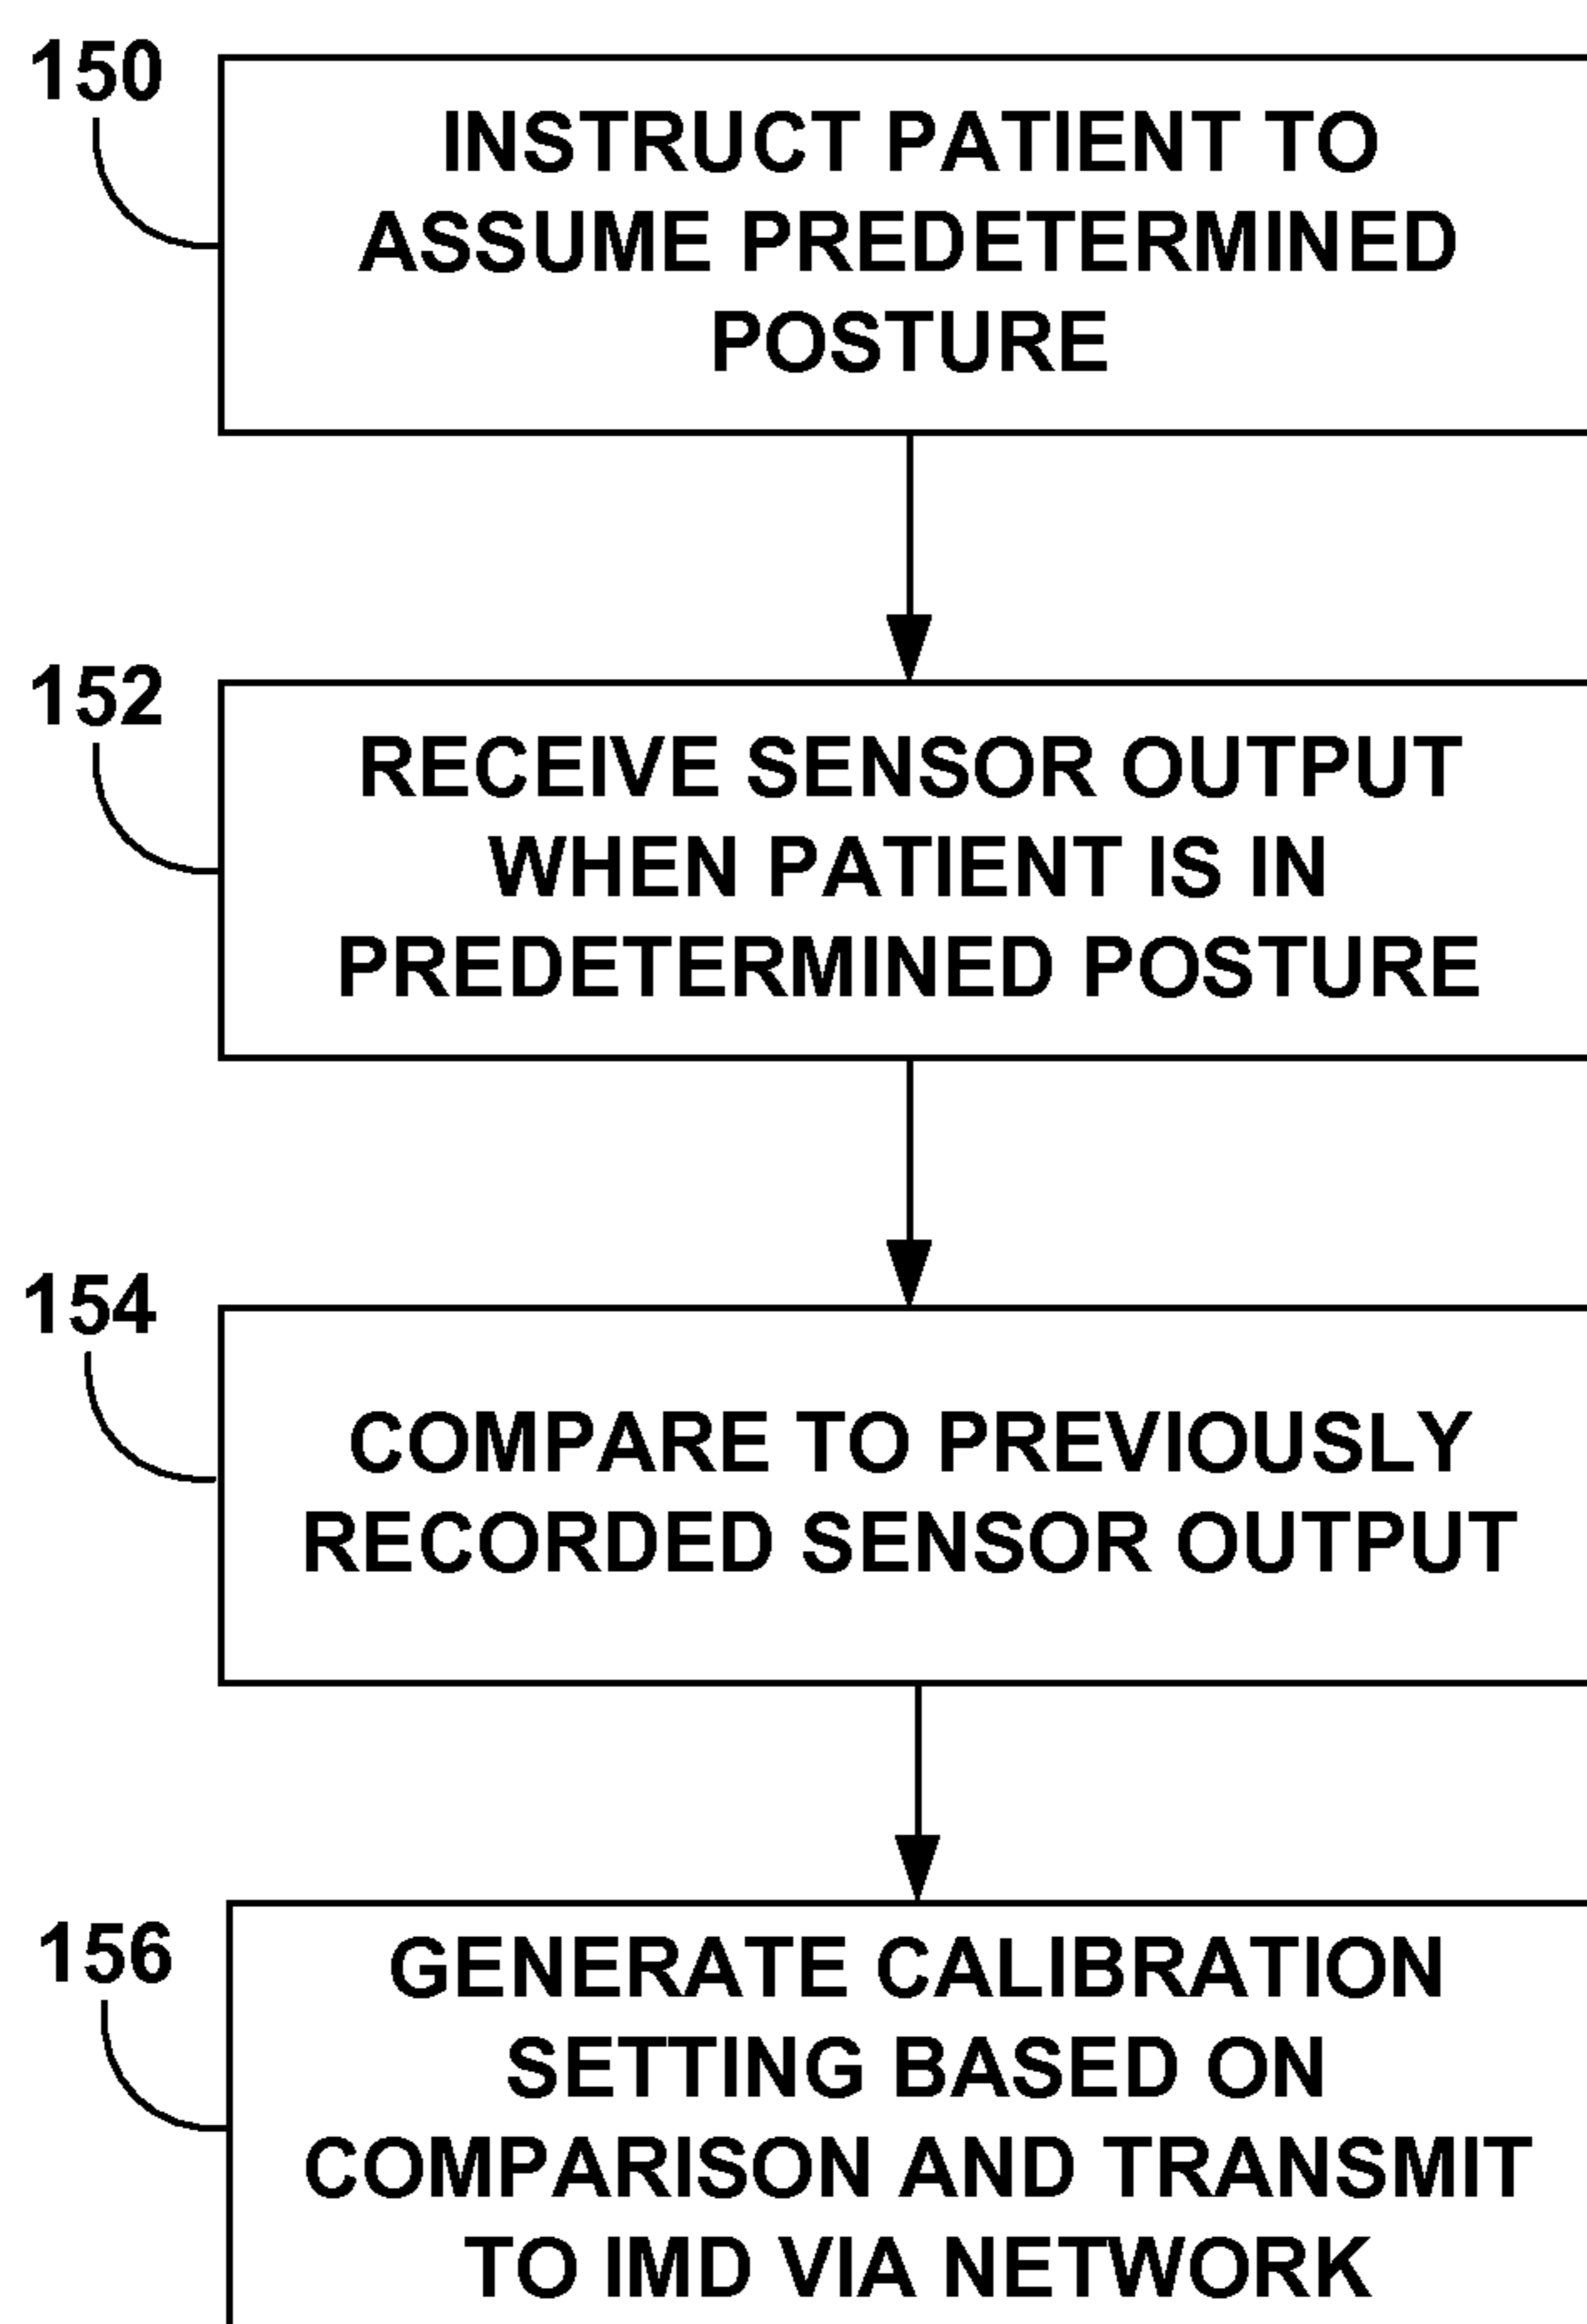 150
INSTRUCT PATIENT TO
ASSUME PREDETERMINED
POSTURE
152
RECEIVE SENSOR OUTPUT
WHEN PATIENT IS IN
PREDETERMINED POSTURE
154
COMPARE TO PREVIOUSLY
RECORDED SENSOR OUTPUT
156
GENERATE CALIBRATION
SETTING BASED ON
COMPARISON AND TRANSMIT
TO IMD VIA NETWORK